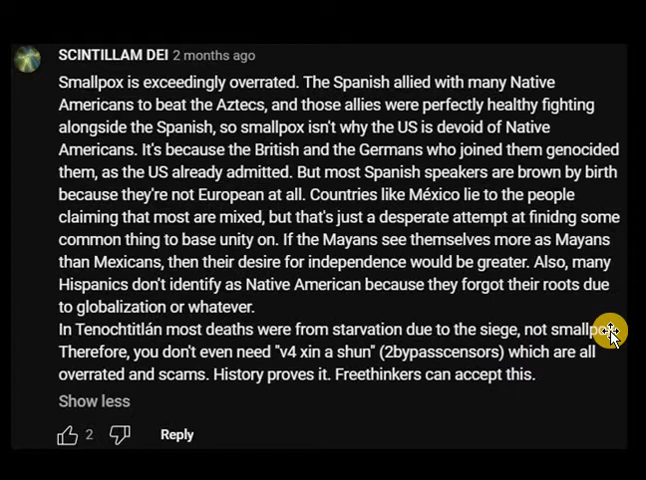 SCINTILLAM DEI 2 months ago
Smallpox is exceedingly overrated. The Spanish allied with many Native
Americans to beat the Aztecs, and those allies were perfectly healthy fighting
alongside the Spanish, so smallpox isn't why the US is devoid of Native
Americans. It's because the British and the Germans who joined them genocided
them, as the US already admitted. But most Spanish speakers are brown by birth
because they're not European at all. Countries like México lie to the people
claiming that most are mixed, but that's just a desperate attempt at finidng some
common thing to base unity on. If the Mayans see themselves more as Mayans
than Mexicans, then their desire for independence would be greater. Also, many
Hispanics don't identify as Native American because they forgot their roots due
to globalization or whatever.
In Tenochtitlán most deaths were from starvation due to the siege, not smallpox
Therefore, you don't even need "v4 xin a shun" (2bypasscensors) which are all
overrated and scams. History proves it. Freethinkers can accept this.
Show less
2 Reply